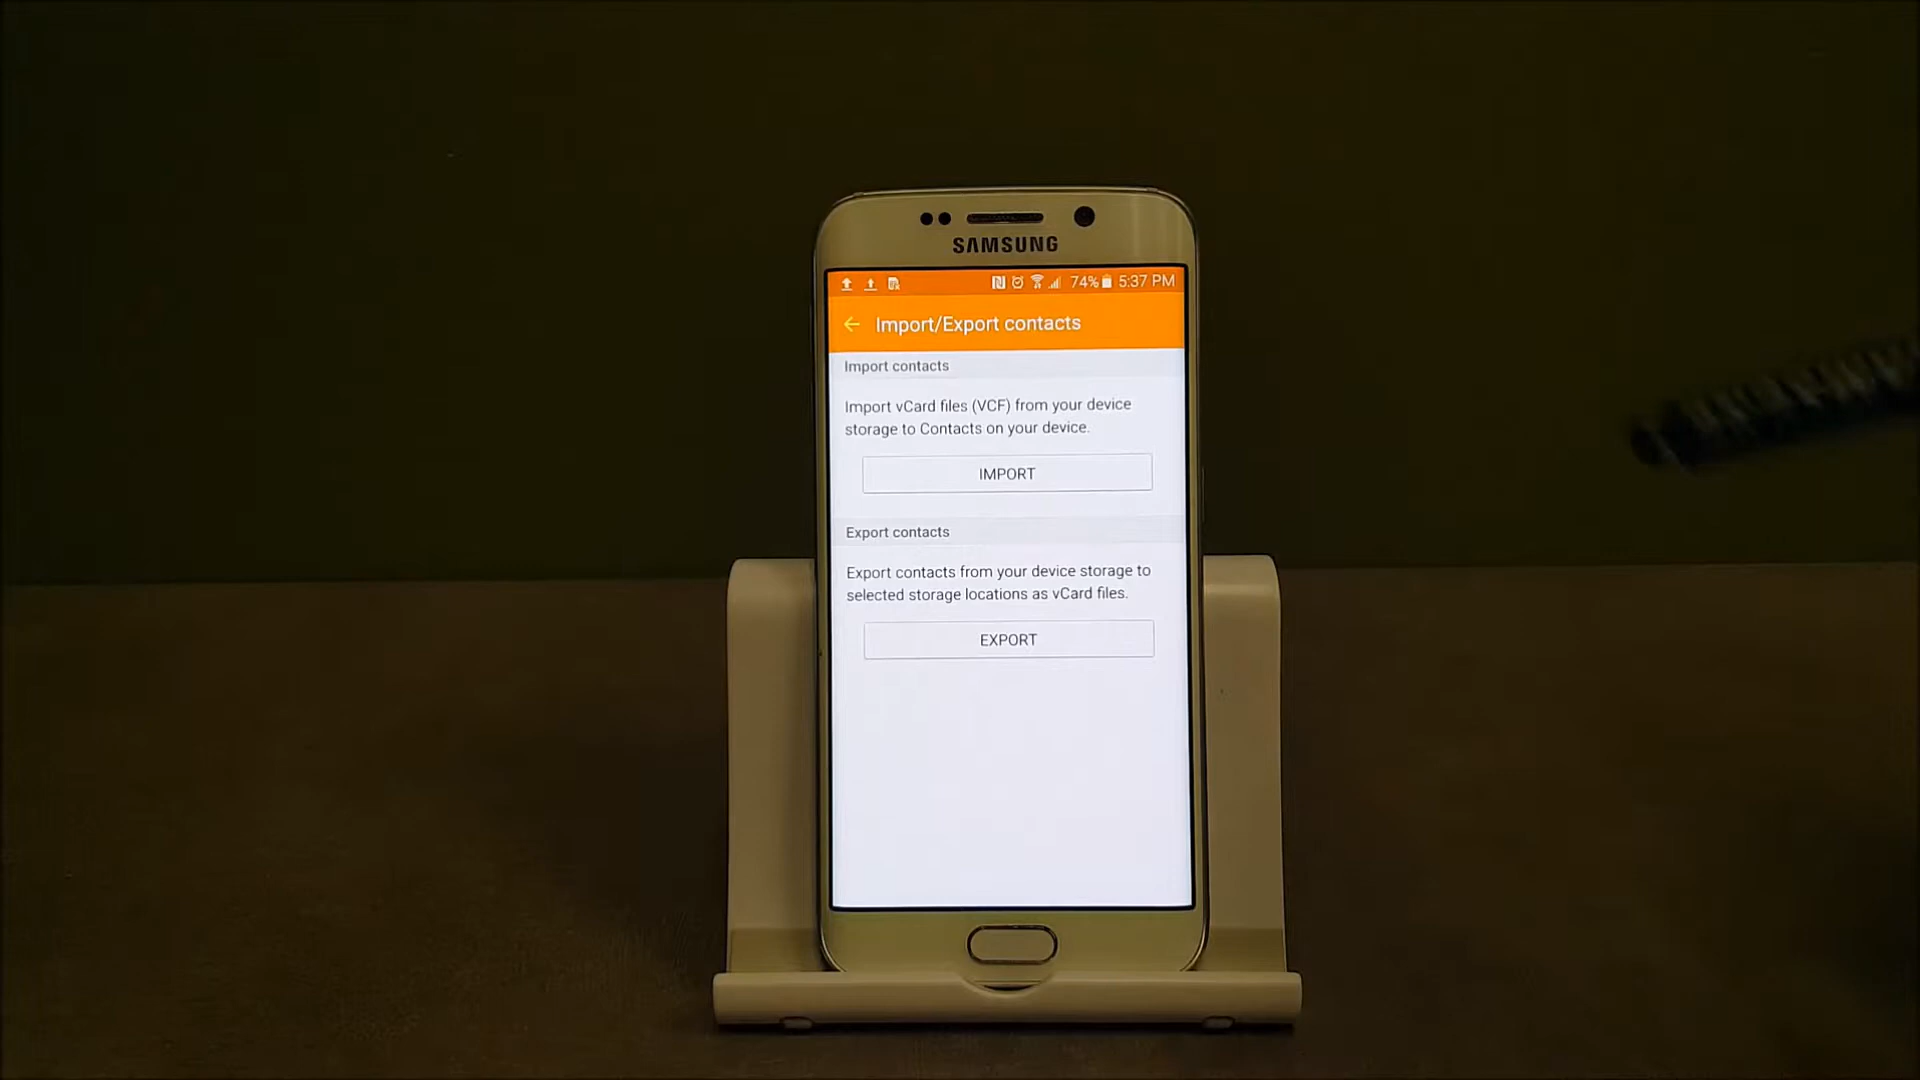 SAMSUNG
74% 5:37 PM
Import/Export contacts
Import contacts
Import vCard files (VCF) from your device
storage to Contacts on your device.
IMPORT
Export contacts
Export contacts from your device storage to
selected storage locations as vCard files.
EXPORT